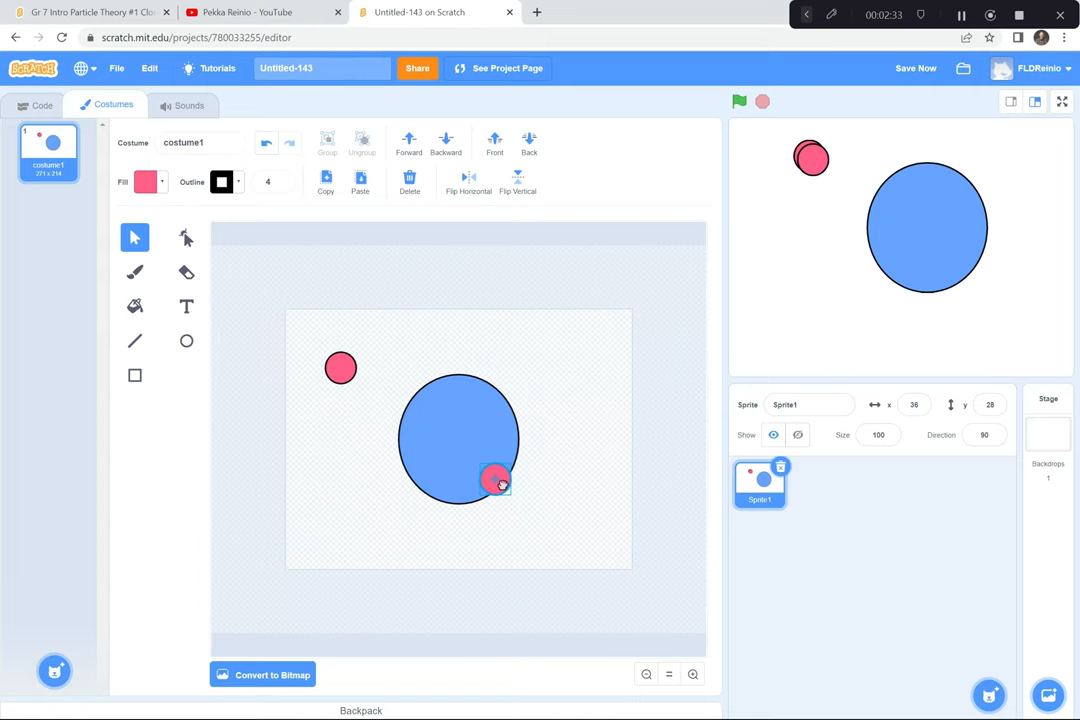 Gr 7 Intro Particle Theory #1 Clo
Pekka Reinio - YouTube
Untitled-143 on Scratch
00:02:33
scratch.mit.edu/projects/780033255/editor
SCRATCH
File
Edit
Tutorials
Untitled-143
Share
See Project Page
Save Now
FLDReinio
Code
Costumes
Sounds
1
costume1
271 x 214
Costume
costume1
Group
Ungroup
Forward
Backward
Front
Back
Fill
Outline
4
Copy
Paste
Delete
Flip Horizontal
Flip Vertical
T
Convert to Bitmap
Backpack
Sprite
Sprite1
x
36
y
28
Show
Size
100
Direction
90
Sprite1
Stage
Backdrops
1